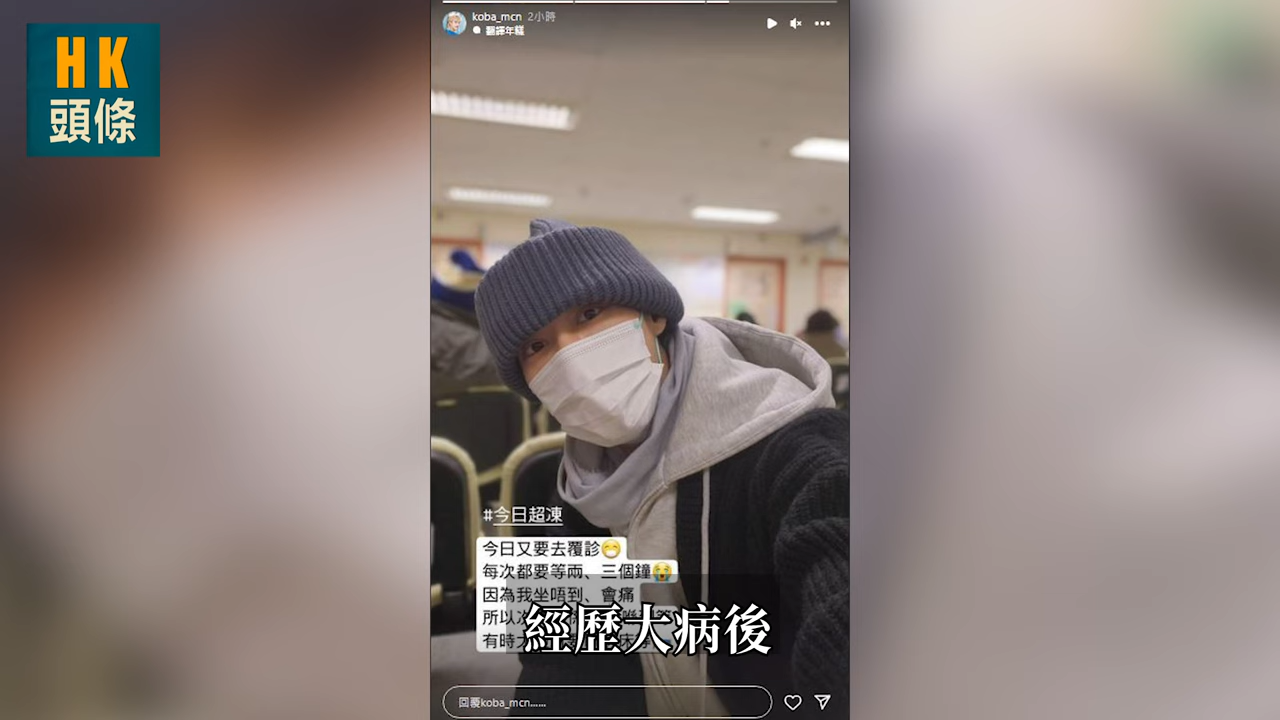 HK
頭條
koba_mcn 2小時
翻譯年糕
#今日超凍
今日又要去覆診😁
每次都要等兩、三個鐘😭
因為我坐唔到、會痛
所以
有時
經歷大病後
回覆koba_mcn......